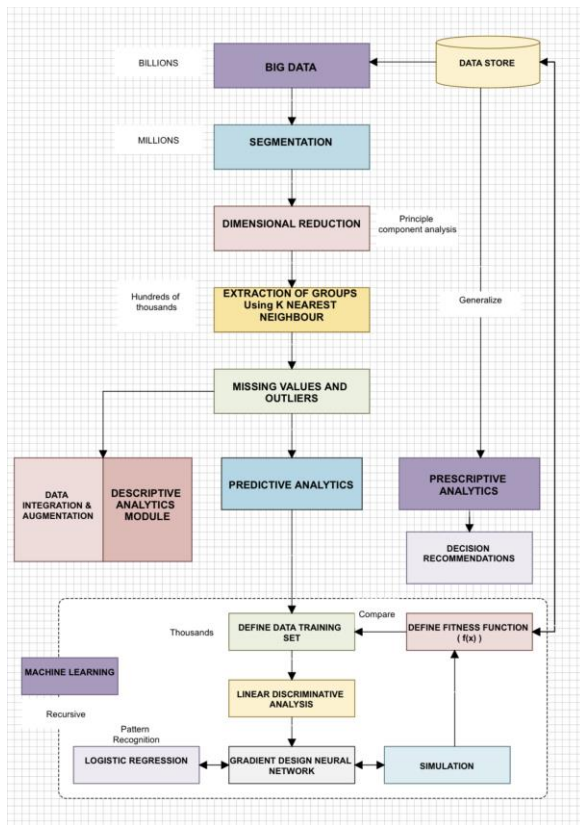 BILLIONS
BIG DATA
DATA STORE
MILLIONS
SEGMENTATION
DIMENSIONAL REDUCTION
Principle
component analysis
Hundreds of
thousands
EXTRACTION OF GROUPS
Using K NEAREST
NEIGHBOUR
Generalize
MISSING VALUES AND
OUTLIERS
DATA
INTEGRATION &
AUGMENTATION
DESCRIPTIVE
ANALYTICS
MODULE
PREDICTIVE ANALYTICS
PRESCRIPTIVE
ANALYTICS
DECISION
RECOMMENDATIONS
Thousands
DEFINE DATA TRAINING
SET
Compare
DEFINE FITNESS FUNCTION
( f(x) )
MACHINE LEARNING
LINEAR DISCRIMINATIVE
ANALYSIS
Recursive
Pattern
Recognition
LOGISTIC REGRESSION
GRADIENT DESIGN NEURAL
NETWORK
SIMULATION